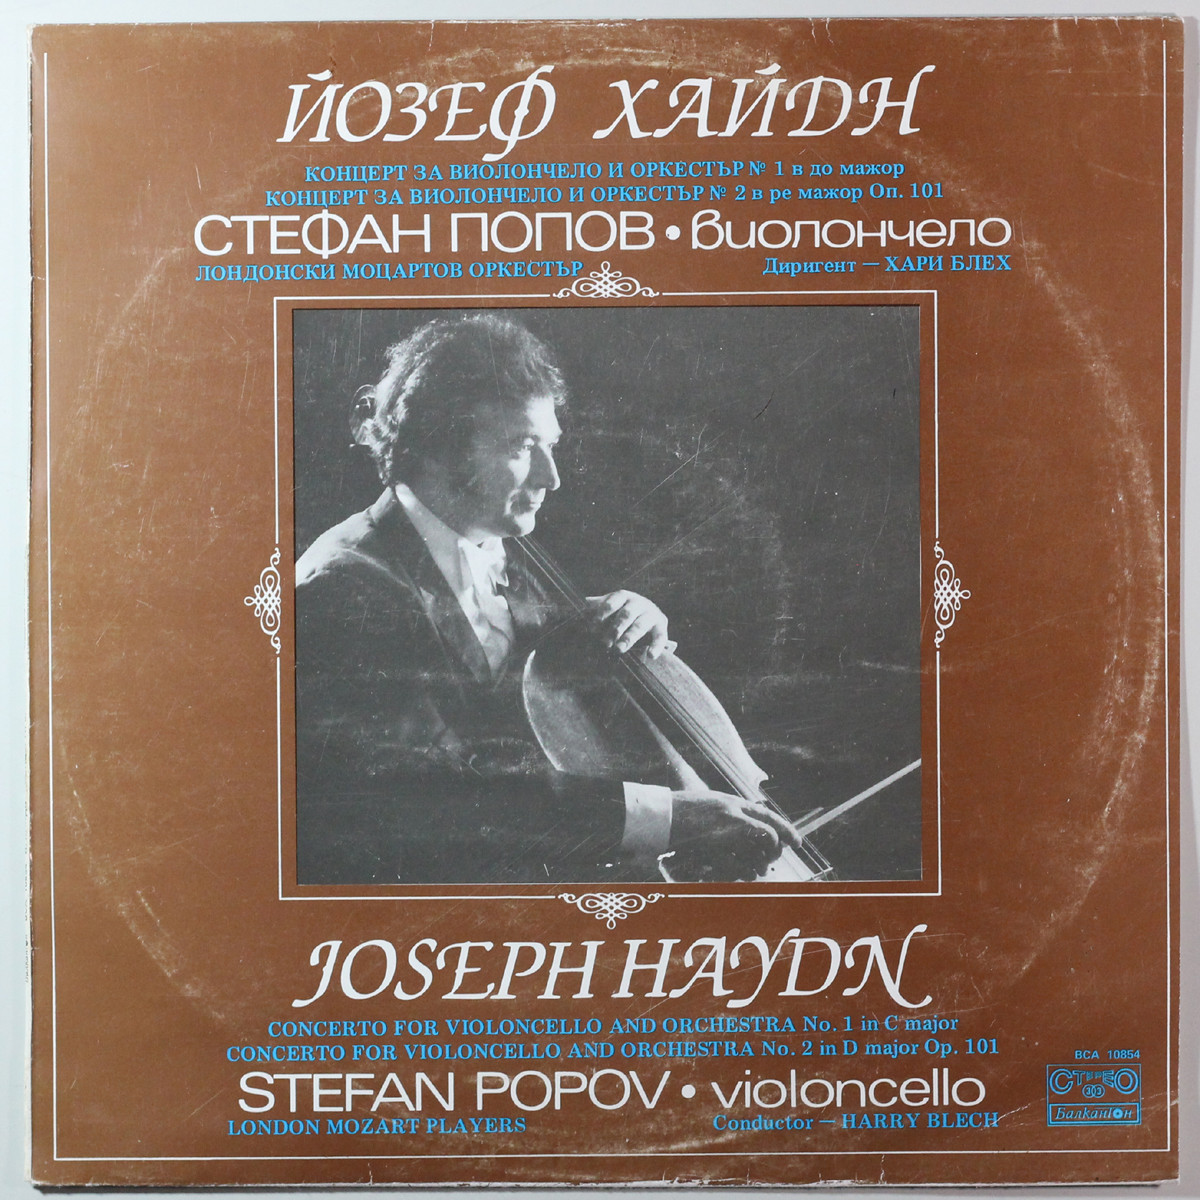 ЙОЗЕФ ХАЙДН
КОНЦЕРТ ЗА ВИОЛОНЧЕЛО И ОРКЕСТЪР № 1 в до мажор
КОНЦЕРТ ЗА ВИОЛОНЧЕЛО И ОРКЕСТЪР № 2 в ре мажор Оп. 101
СТЕФАН ПОПОВ • виолончело
ЛОНДОНСКИ МОЦАРТОВ ОРКЕСТЪР Диригент — ХАРИ БЛЕХ
JOSEPH HAYDN
CONCERTO FOR VIOLONCELLO AND ORCHESTRA No. 1 in C major
CONCERTO FOR VIOLONCELLO AND ORCHESTRA No. 2 in D major Op. 101
STEFAN POPOV • violoncello
LONDON MOZART PLAYERS Conductor — HARRY BLECH
BCA 10854
СТЕРЕО
33
Балкантон